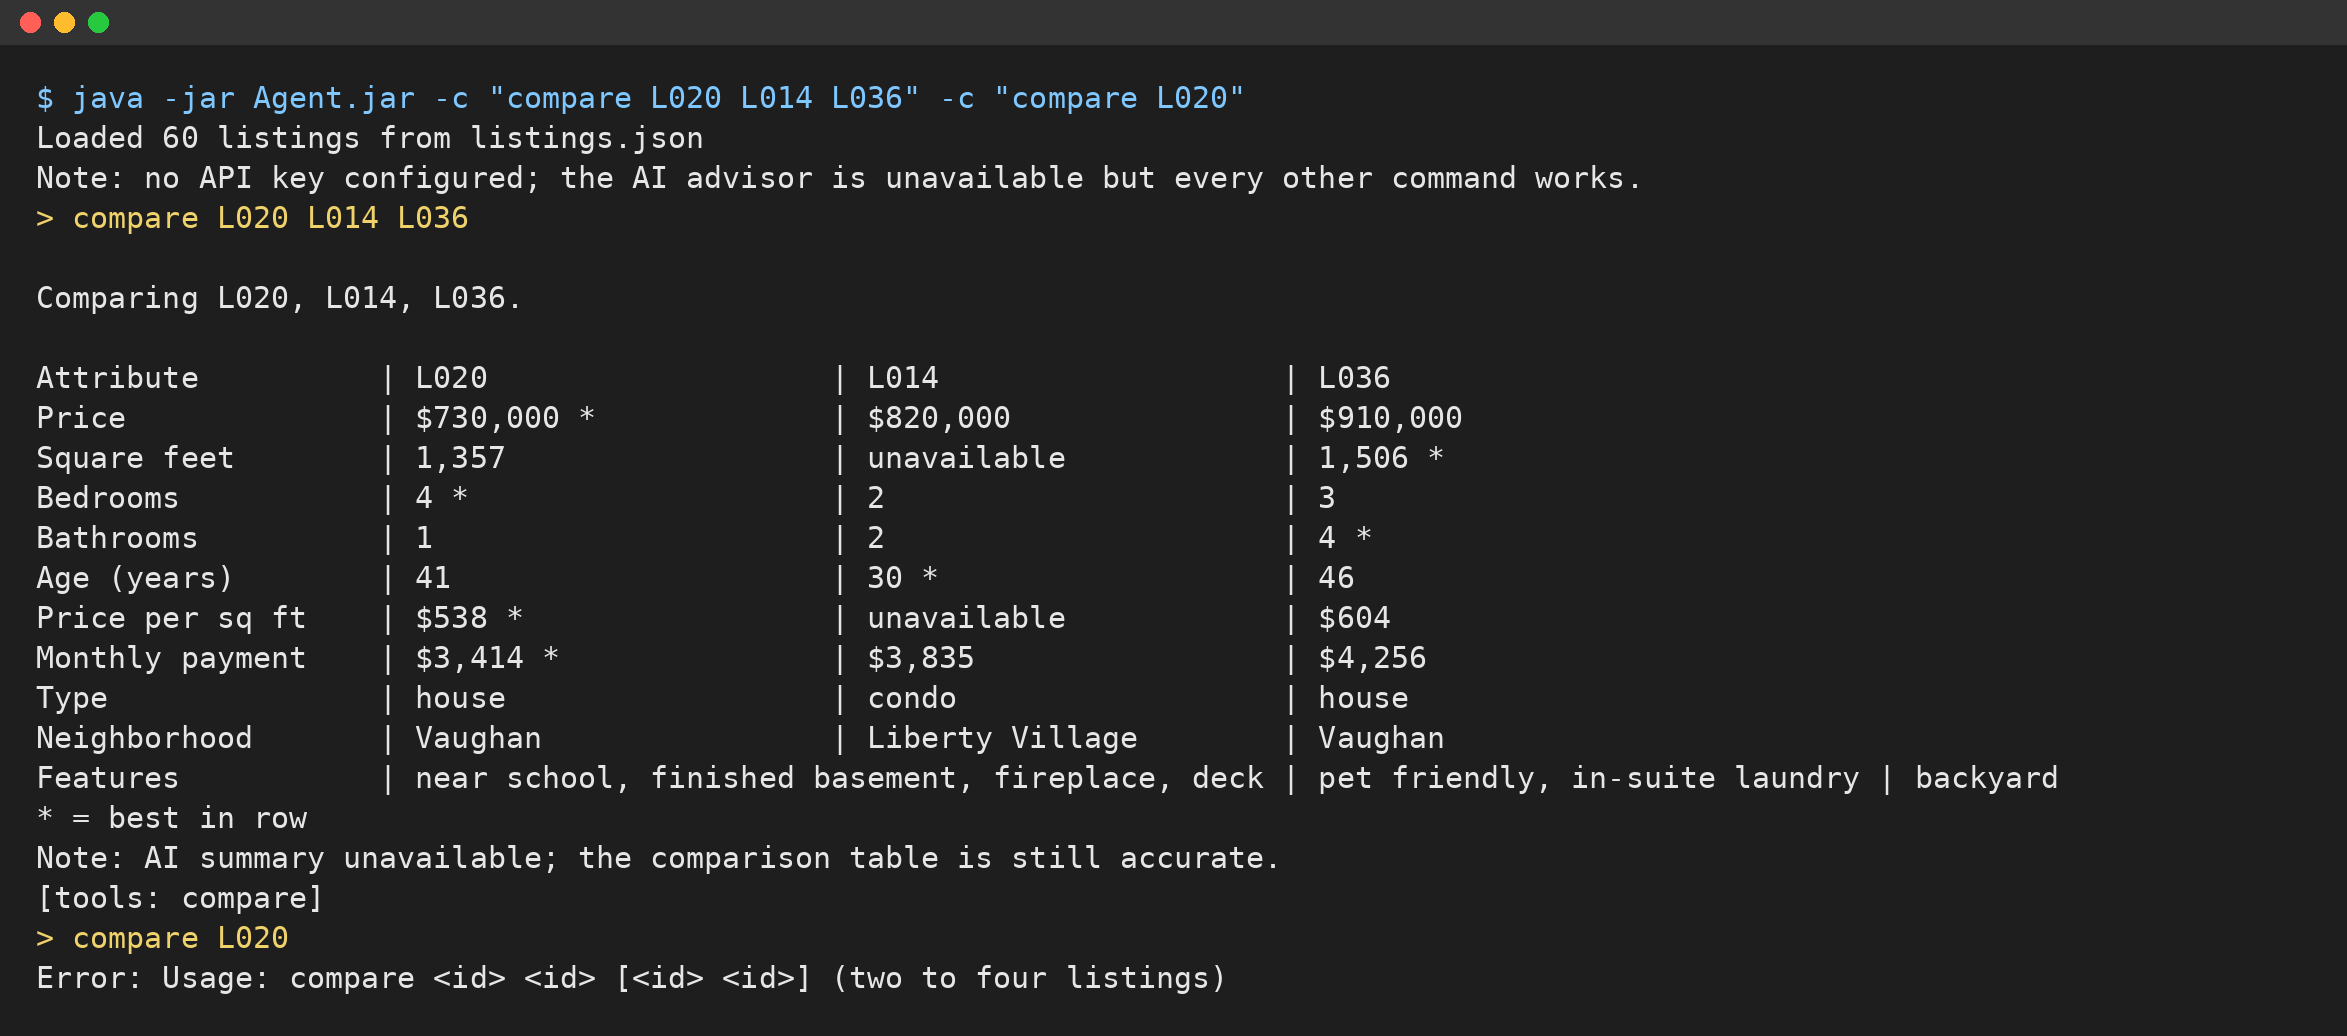 $ java -jar Agent.jar -c "compare L020 L014 L036" -c "compare L020"
Loaded 60 listings from listings.json
Note: no API key configured; the AI advisor is unavailable but every other command works.
> compare L020 L014 L036
Comparing L020, L014, L036.
Attribute          | L020                    | L014                    | L036
Price              | $730,000 *              | $820,000                | $910,000
Square feet        | 1,357                   | unavailable             | 1,506 *
Bedrooms           | 4 *                     | 2                       | 3
Bathrooms          | 1                       | 2                       | 4 *
Age (years)        | 41                      | 30 *                    | 46
Price per sq ft    | $538 *                  | unavailable             | $604
Monthly payment    | $3,414 *                | $3,835                  | $4,256
Type               | house                   | condo                   | house
Neighborhood       | Vaughan                 | Liberty Village         | Vaughan
Features           | near school, finished basement, fireplace, deck | pet friendly, in-suite laundry | backyard
* = best in row
Note: AI summary unavailable; the comparison table is still accurate.
[tools: compare]
> compare L020
Error: Usage: compare <id> <id> [<id> <id>] (two to four listings)